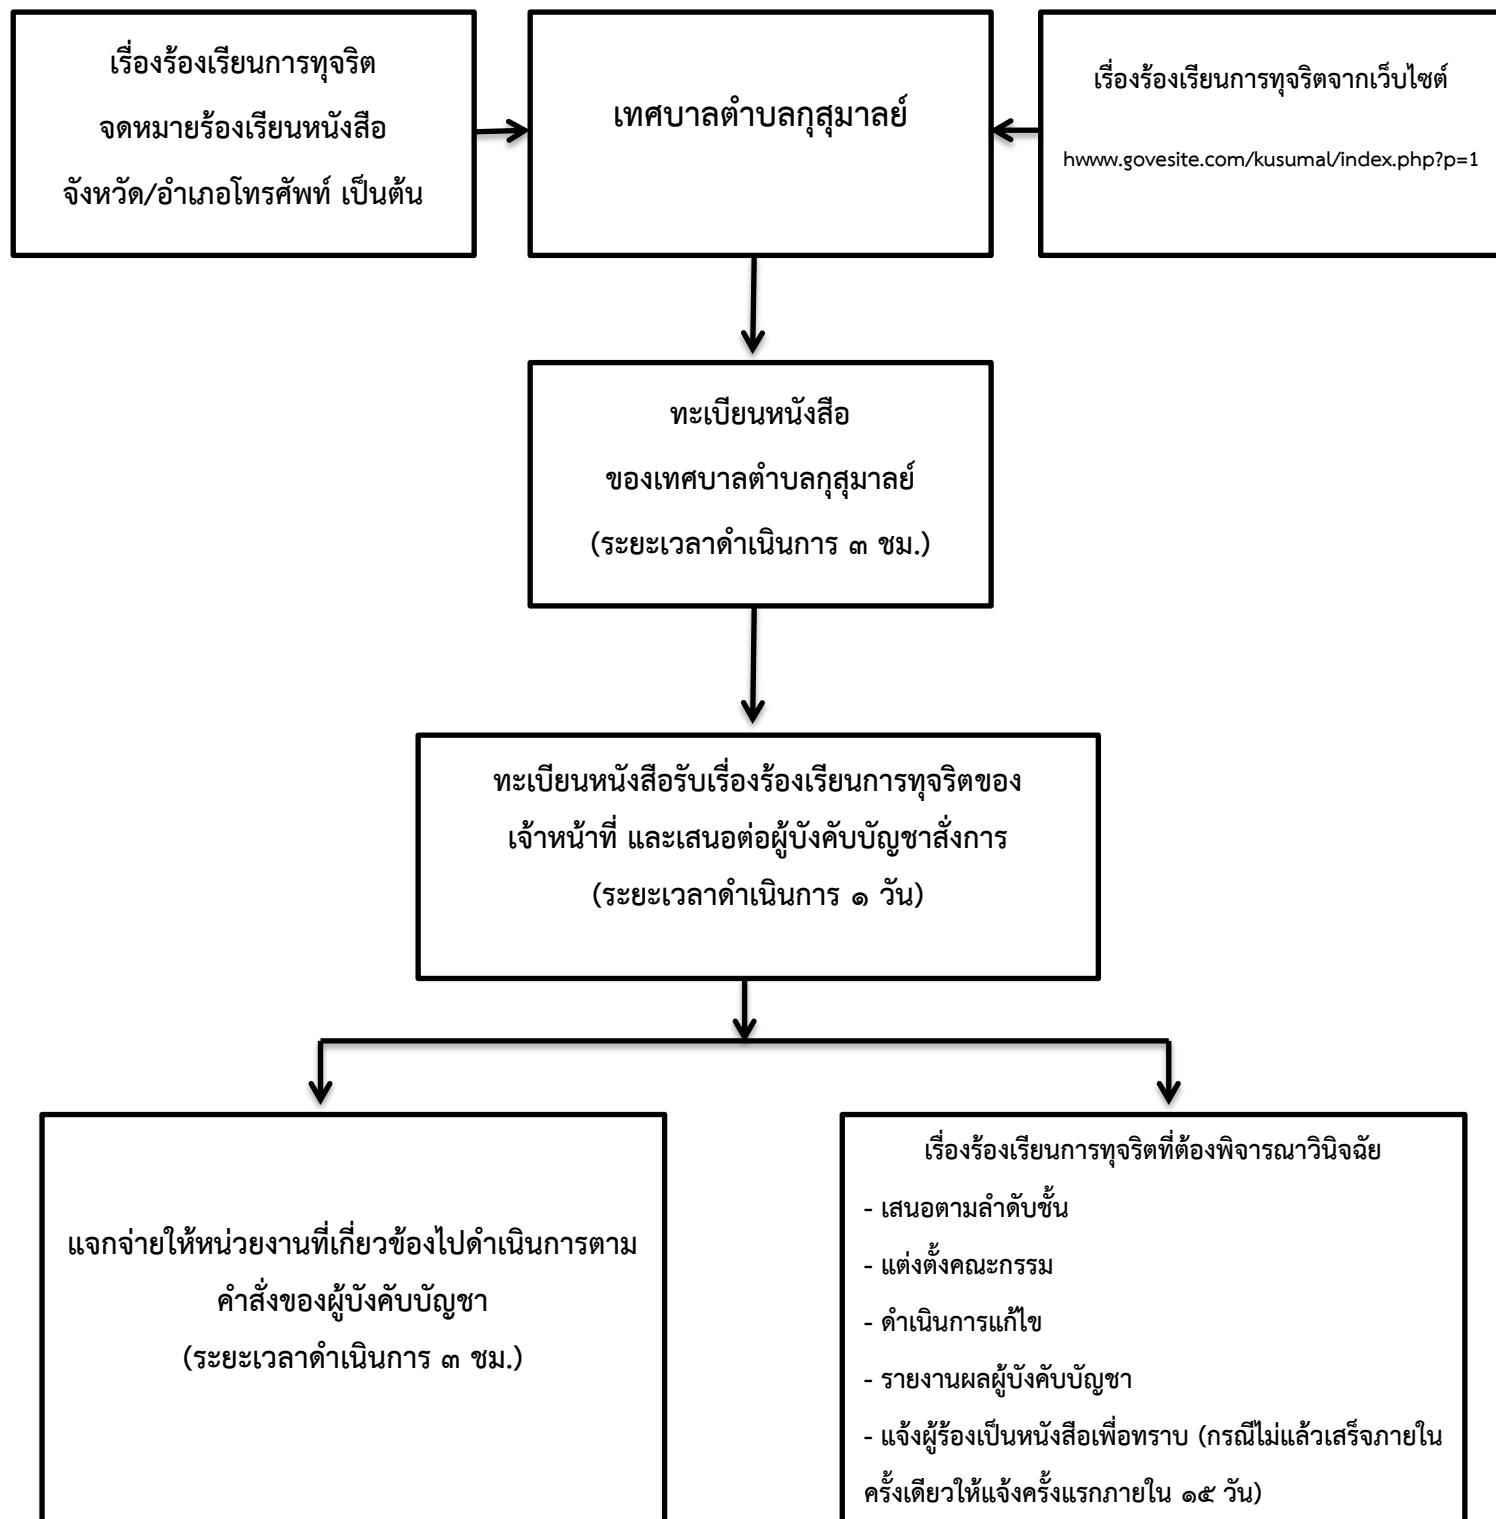 เรื่องร้องเรียนการทุจริต
จดหมายร้องเรียนหนังสือ
จังหวัด/อำเภอโทรศัพท์ เป็นต้น
เทศบาลตำบลกุสุมาลย์
เรื่องร้องเรียนการทุจริตจากเว็บไซต์
hwww.govesite.com/kusumal/index.php?p=1
ทะเบียนหนังสือ
ของเทศบาลตำบลกุสุมาลย์
(ระยะเวลาดำเนินการ ๓ ชม.)
ทะเบียนหนังสือรับเรื่องร้องเรียนการทุจริตของ
เจ้าหน้าที่ และเสนอต่อผู้บังคับบัญชาสั่งการ
(ระยะเวลาดำเนินการ ๑ วัน)
แจกจ่ายให้หน่วยงานที่เกี่ยวข้องไปดำเนินการตาม
คำสั่งของผู้บังคับบัญชา
(ระยะเวลาดำเนินการ ๓ ชม.)
เรื่องร้องเรียนการทุจริตที่ต้องพิจารณาวินิจฉัย
- เสนอตามลำดับชั้น
- แต่งตั้งคณะกรรม
- ดำเนินการแก้ไข
- รายงานผลผู้บังคับบัญชา
- แจ้งผู้ร้องเป็นหนังสือเพื่อทราบ (กรณีไม่แล้วเสร็จภายใน
ครั้งเดียวให้แจ้งครั้งแรกภายใน ๑๕ วัน)